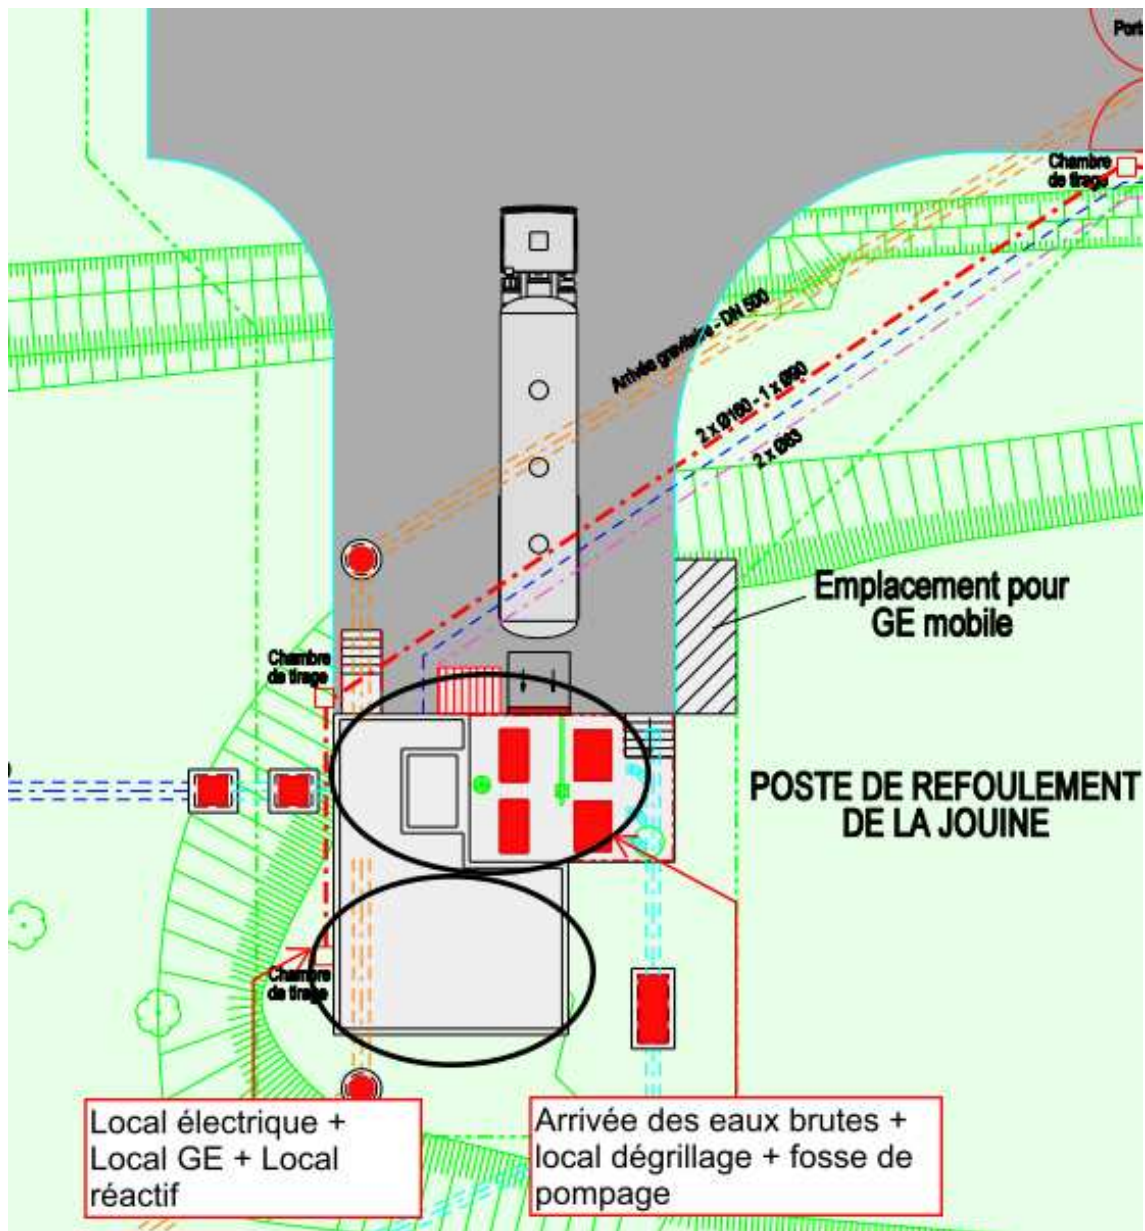 Chambre
de tirage
Arrivée gravitaire - DN 500
2 x Ø160 - 1 x Ø90
2 x Ø63
Emplacement pour
GE mobile
Chambre
de tirage
POSTE DE REFOULEMENT
DE LA JOUINE
Chambre
de tirage
Local électrique +
Local GE + Local
réactif
Arrivée des eaux brutes +
local dégrillage + fosse de
pompage